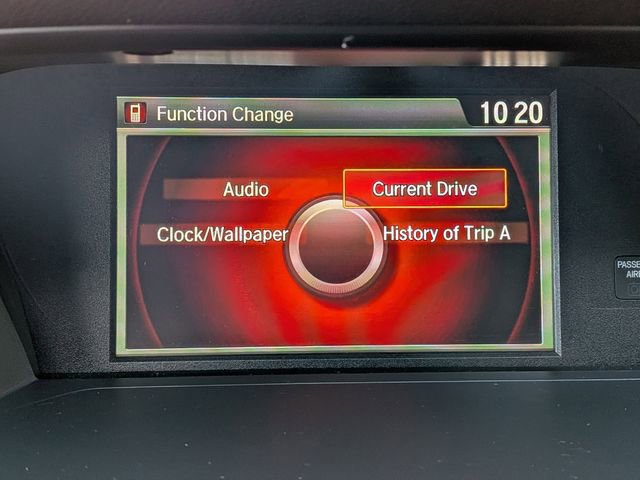 Function Change
10 20
Audio
Current Drive
Clock/Wallpaper
History of Trip A